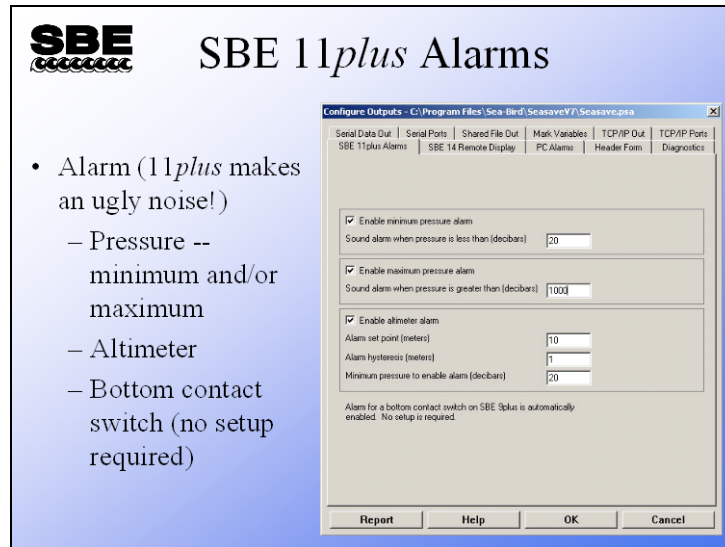 SBE
SBE 11plus Alarms
• Alarm (11plus makes
an ugly noise!)
– Pressure --
minimum and/or
maximum
– Altimeter
– Bottom contact
switch (no setup
required)
Configure Outputs - C:\Program Files\Sea-Bird\SeasaveV7\Seasave.psa
Serial Data Out Serial Ports Shared File Out Mark Variables TCP/IP Out TCP/IP Ports
SBE 11plus Alarms SBE 14 Remote Display PC Alarms Header Form Diagnostics
Enable minimum pressure alarm
Sound alarm when pressure is less than (decibars) 20
Enable maximum pressure alarm
Sound alarm when pressure is greater than (decibars) 1000
Enable altimeter alarm
Alarm set point (meters) 10
Alarm hysteresis (meters) 1
Minimum pressure to enable alarm (decibars) 20
Alarm for a bottom contact switch on SBE 9plus is automatically
enabled. No setup is required.
Report Help OK Cancel